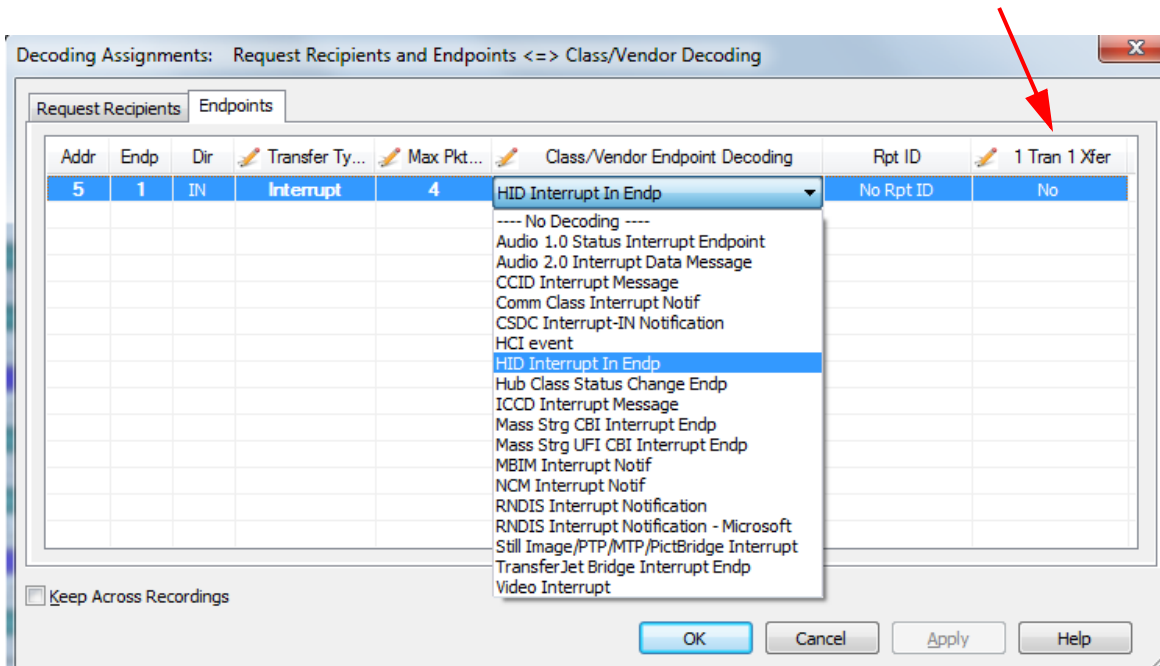 Decoding Assignments: Request Recipients and Endpoints <=> Class/Vendor Decoding
Request Recipients Endpoints
Addr Endp Dir Transfer Ty... Max Pkt... Class/Vendor Endpoint Decoding Rpt ID 1 Tran 1 Xfer
5 1 IN Interrupt 4 HID Interrupt In Endp No Rpt ID No
---- No Decoding ----
Audio 1.0 Status Interrupt Endpoint
Audio 2.0 Interrupt Data Message
CCID Interrupt Message
Comm Class Interrupt Notif
CSDC Interrupt-IN Notification
HCI event
HID Interrupt In Endp
Hub Class Status Change Endp
ICCD Interrupt Message
Mass Strg CBI Interrupt Endp
Mass Strg UFI CBI Interrupt Endp
MBIM Interrupt Notif
NCM Interrupt Notif
RNDIS Interrupt Notification
RNDIS Interrupt Notification - Microsoft
Still Image/PTP/MTP/PictBridge Interrupt
TransferJet Bridge Interrupt Endp
Video Interrupt
Keep Across Recordings
OK Cancel Apply Help